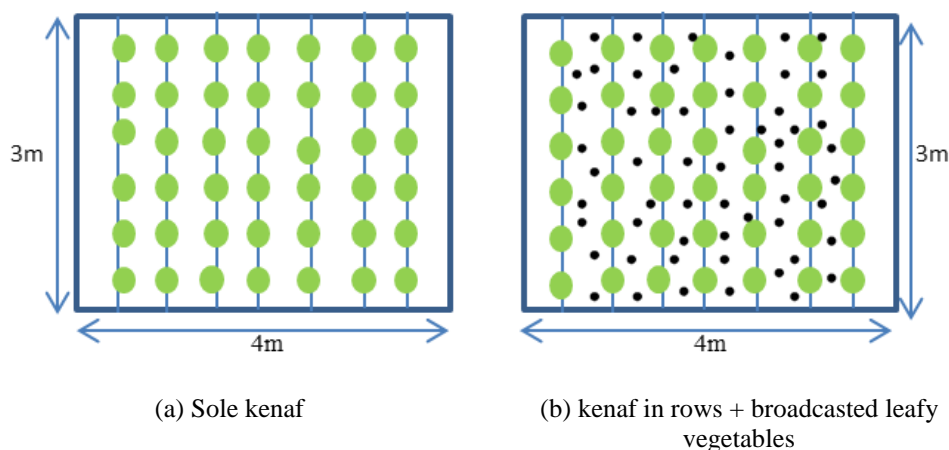 3m
3m
4m
4m
(a) Sole kenaf
(b) kenaf in rows + broadcasted leafy
vegetables